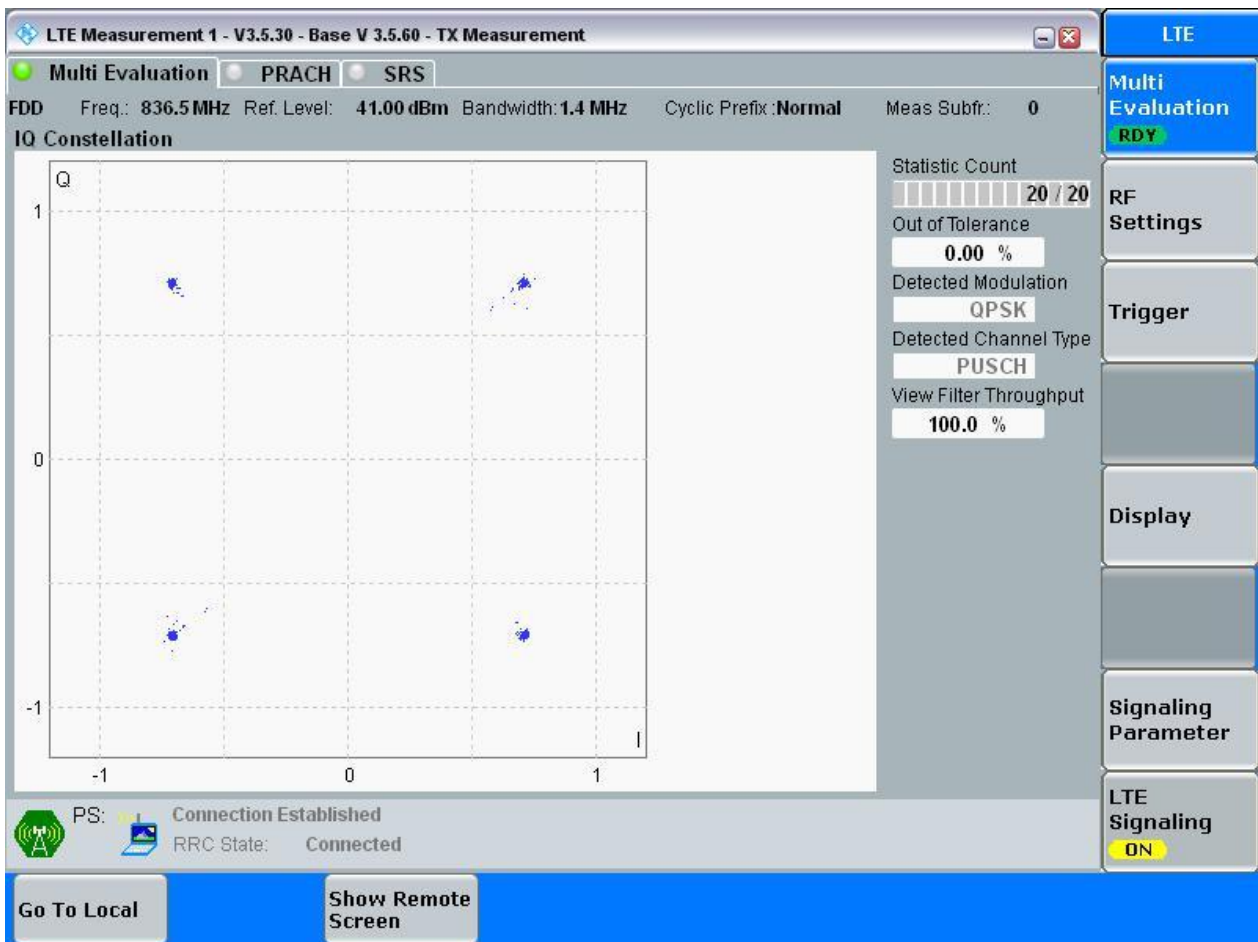 LTE Measurement 1 - V3.5.30 - Base V 3.5.60 - TX Measurement
LTE
Multi Evaluation PRACH SRS
FDD Freq.: 836.5 MHz Ref. Level: 41.00 dBm Bandwidth: 1.4 MHz Cyclic Prefix : Normal Meas Subfr.: 0
IQ Constellation
Q
1
0
-1
-1 0 1
I
Statistic Count
20 / 20
Out of Tolerance
0.00 %
Detected Modulation
QPSK
Detected Channel Type
PUSCH
View Filter Throughput
100.0 %
Multi
Evaluation
RDY
RF
Settings
Trigger
Display
Signaling
Parameter
LTE
Signaling
ON
PS: Connection Established
RRC State: Connected
Go To Local
Show Remote
Screen